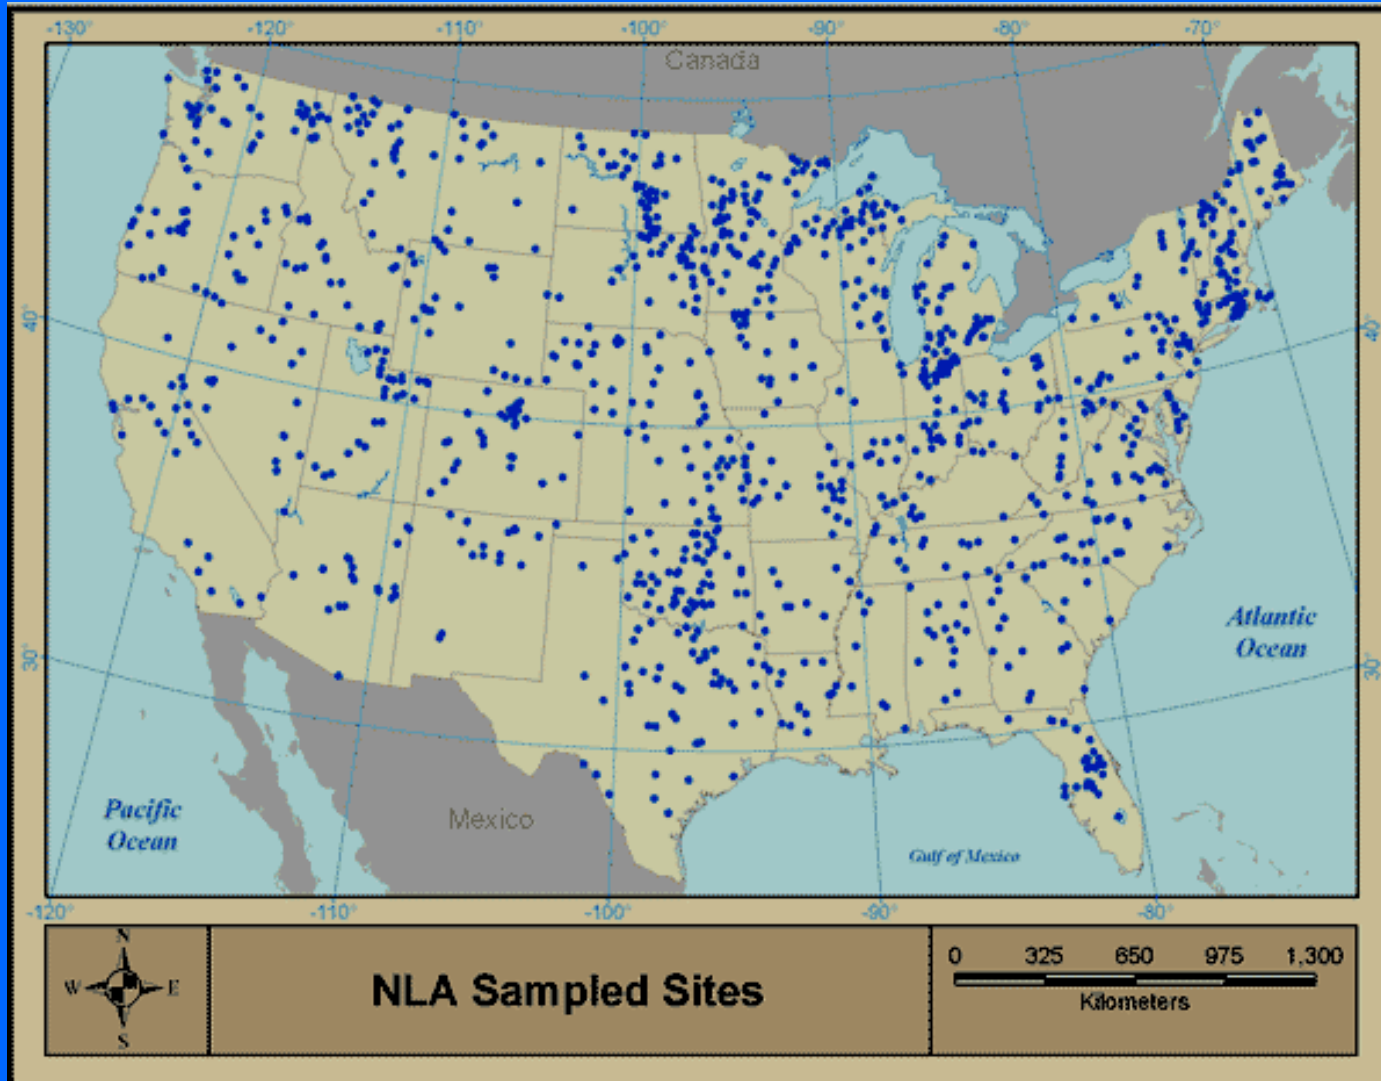 -130° -120° -110° -100° -90° -80° -70°
Canada
40° 40°
Atlantic
Ocean
30° 30°
Pacific
Ocean
Mexico
Gulf of Mexico
-120° -110° -100° -90° -80°
N
W E
S
NLA Sampled Sites
0 325 650 975 1,300
Kilometers